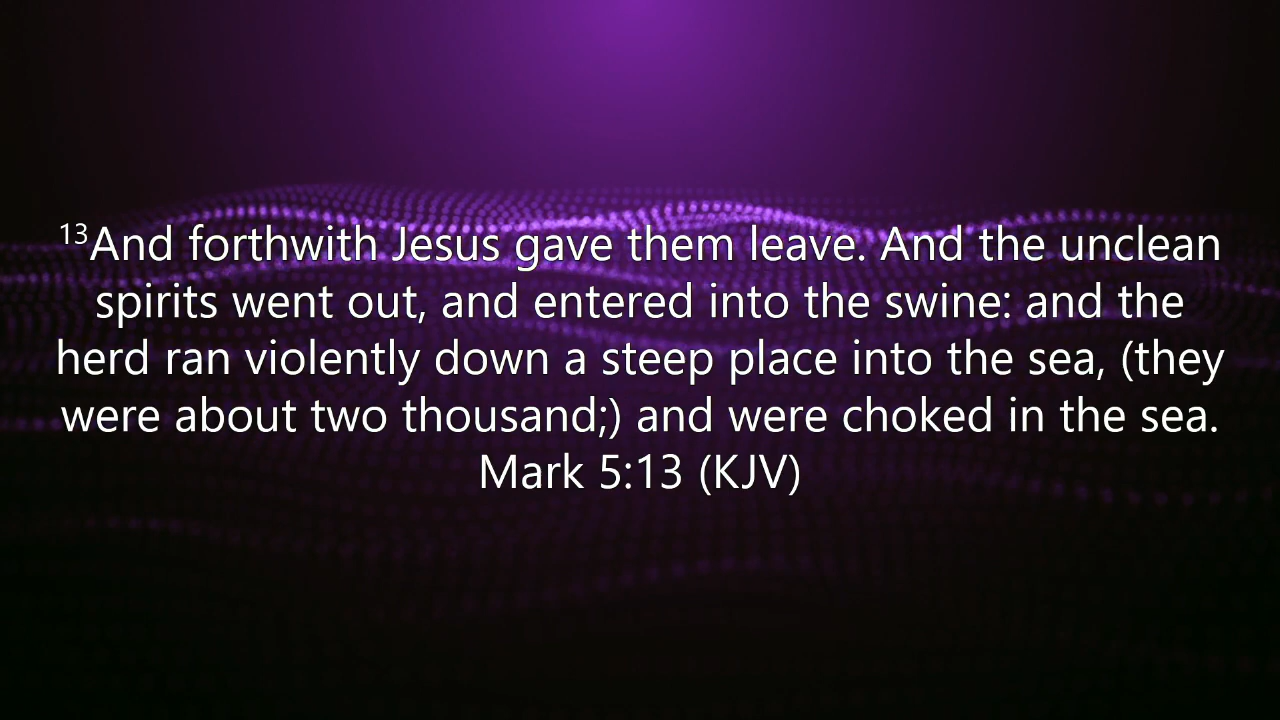 ¹³And forthwith Jesus gave them leave. And the unclean
spirits went out, and entered into the swine: and the
herd ran violently down a steep place into the sea, (they
were about two thousand;) and were choked in the sea.
Mark 5:13 (KJV)